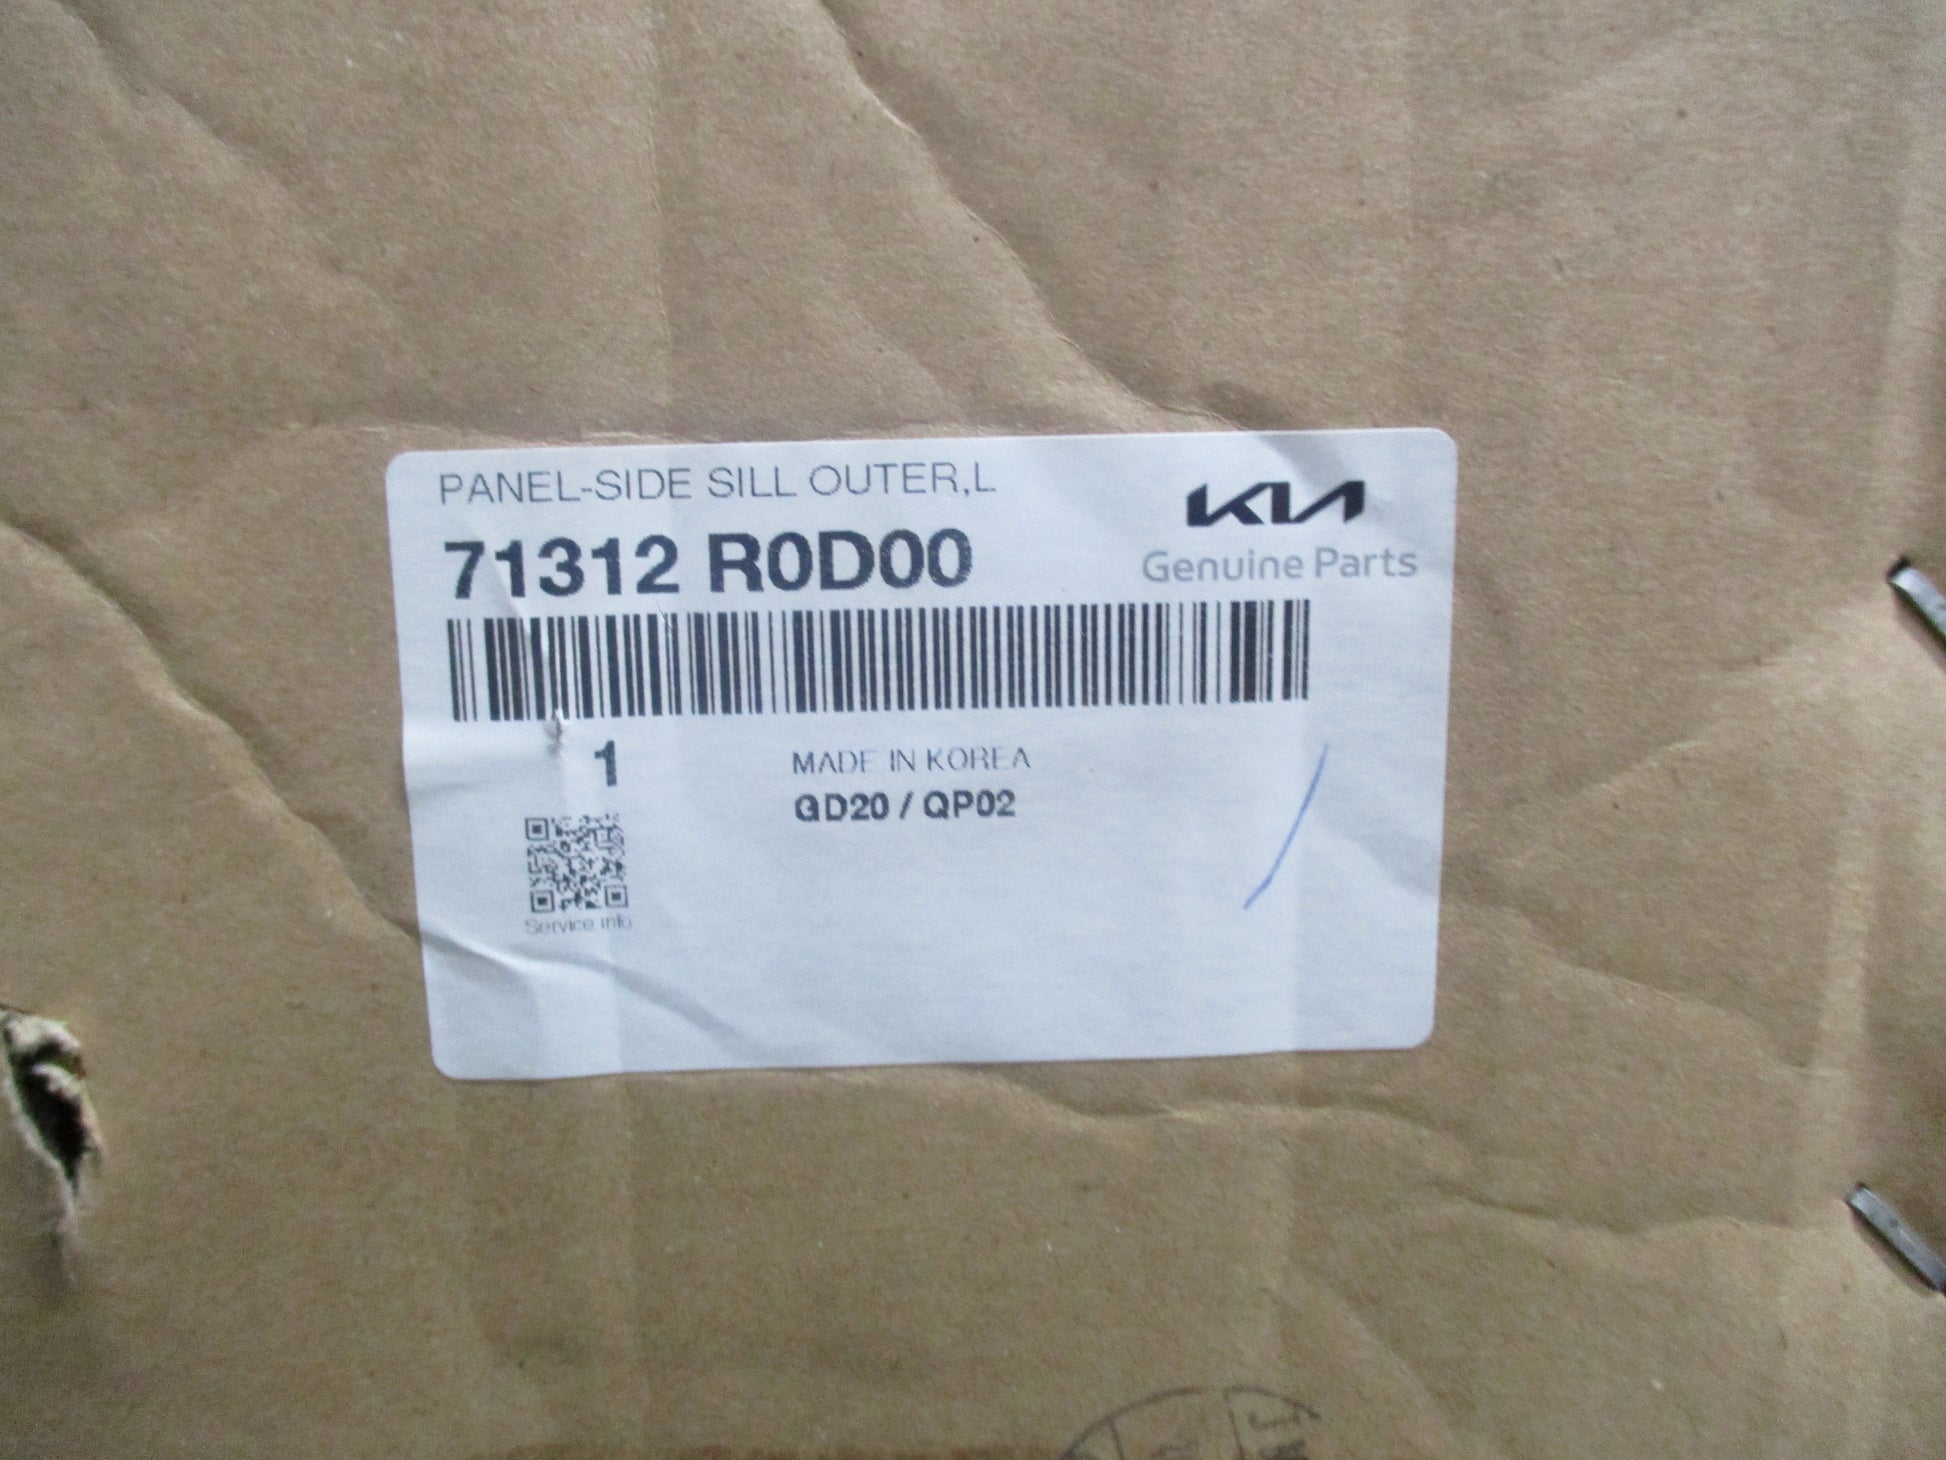 PANEL-SIDE SILL OUTER,L
KIA
71312 R0D00
Genuine Parts
1
MADE IN KOREA
GD20 / QP02
Service info